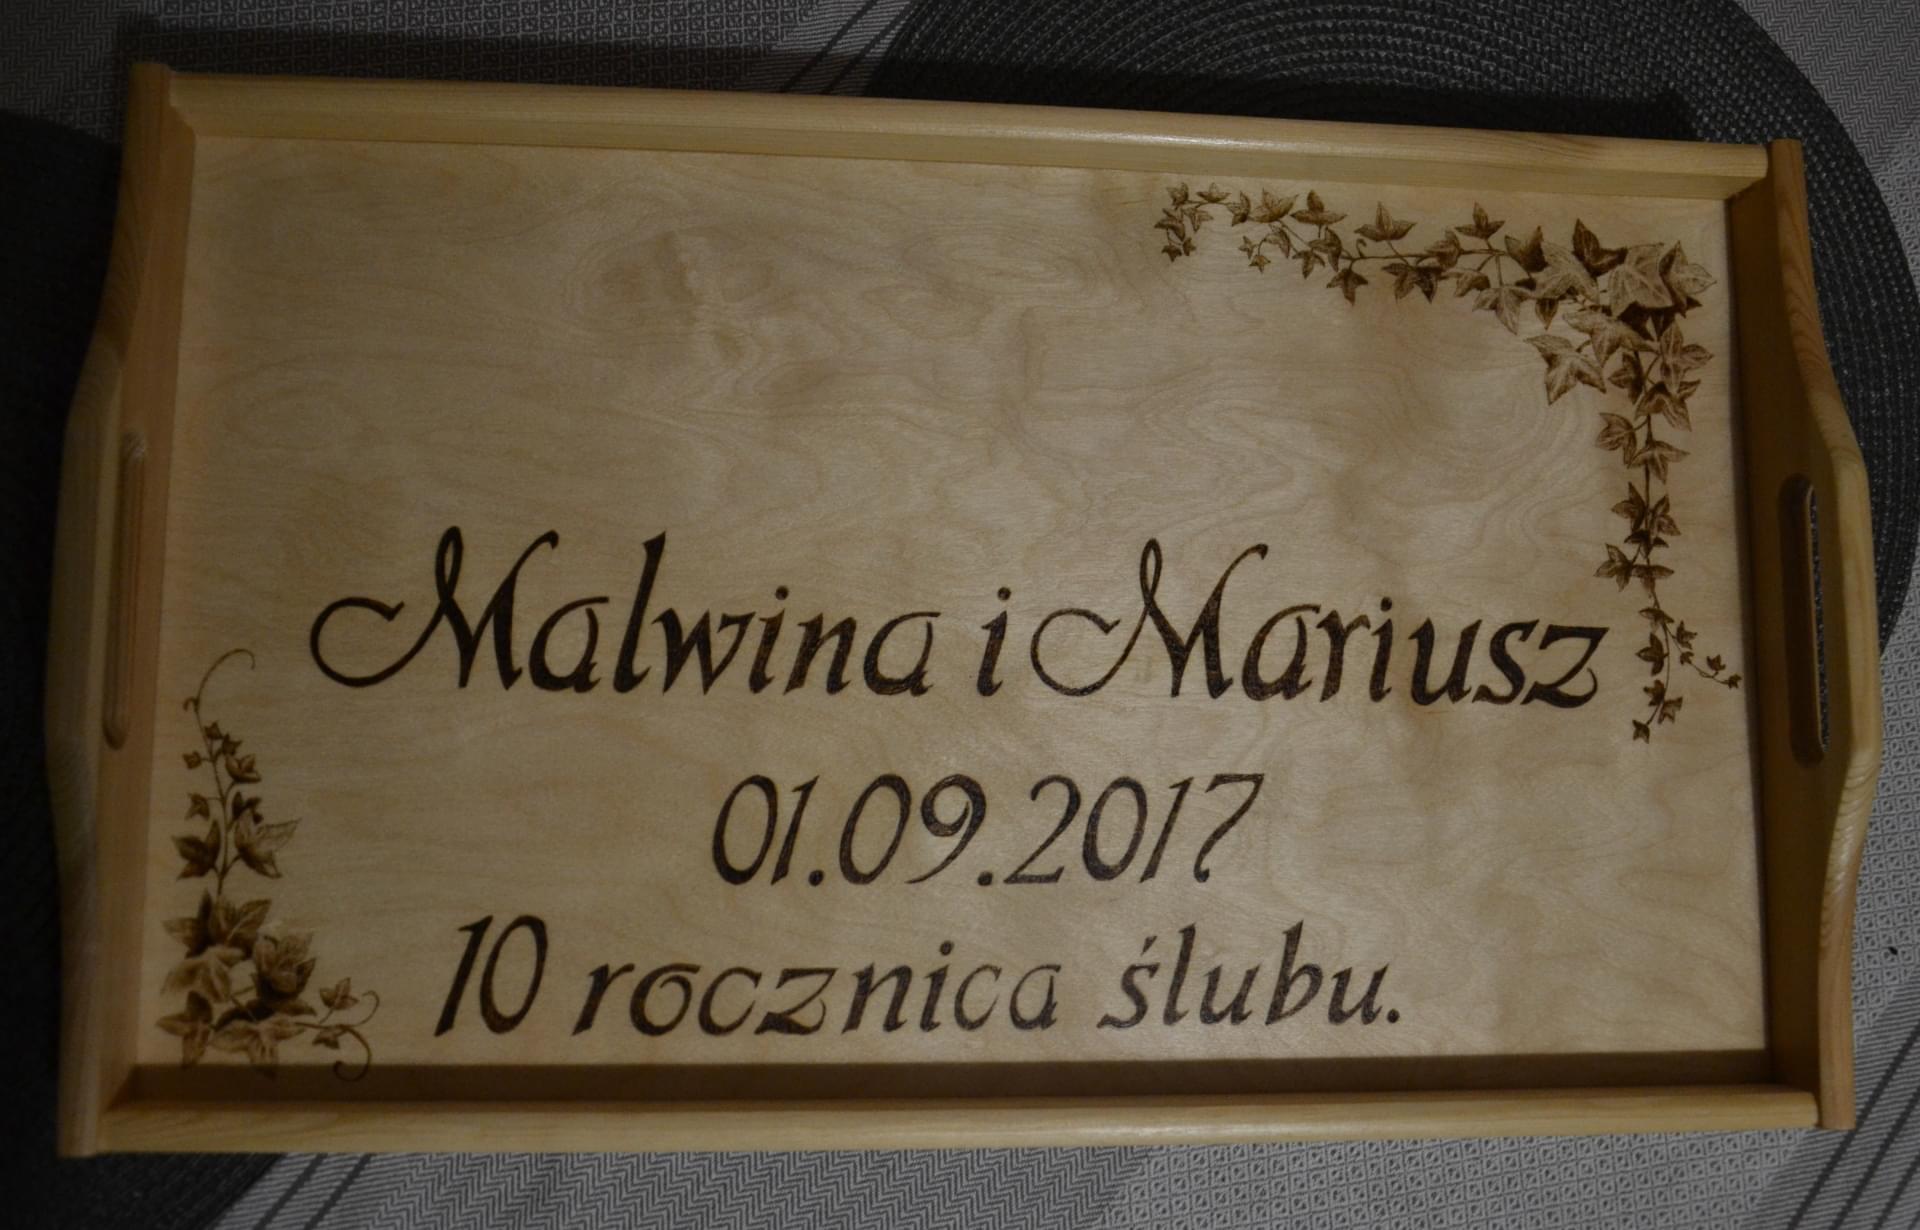 Malwina i Mariusz
01.09.2017
10 rocznica ślubu.